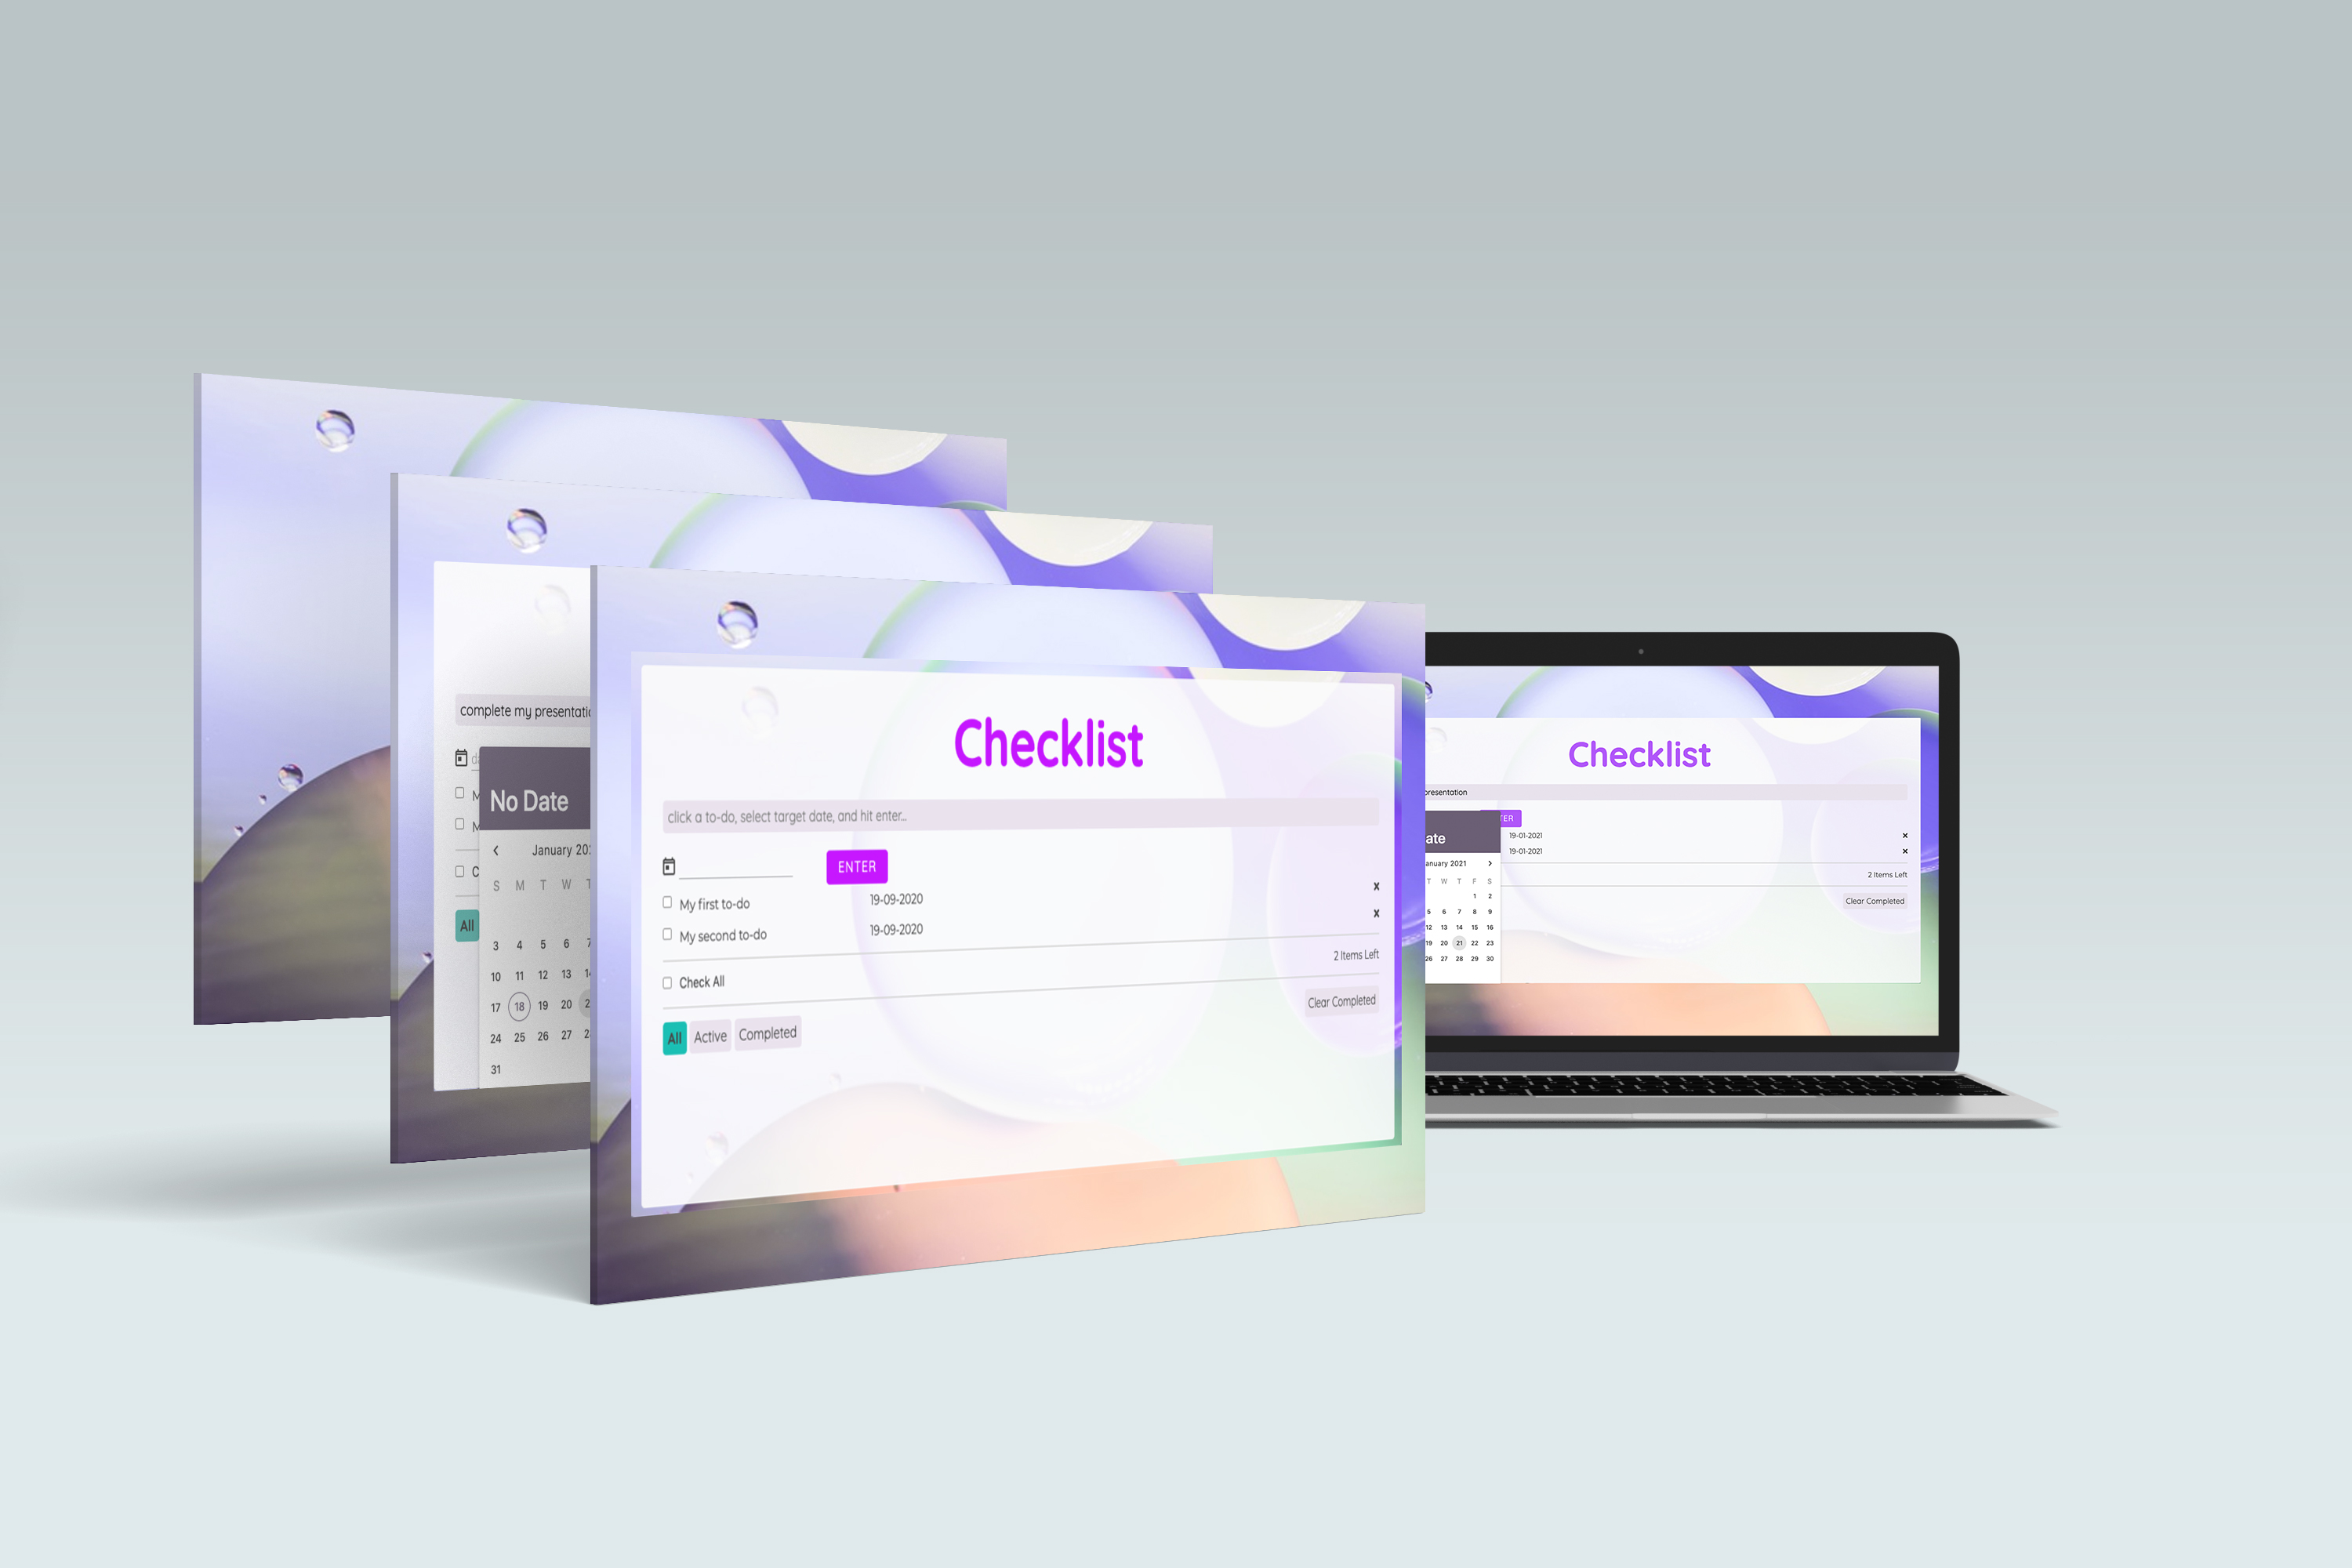 complete my presentatio
No Date
January 20
S M T W T
3 4 5 6 7
10 11 12 13 14
17 18 19 20 2
24 25 26 27 28
31
All
Checklist
click a to-do, select target date, and hit enter...
ENTER
My first to-do 19-09-2020 x
My second to-do 19-09-2020 x
2 Items Left
Check All
Clear Completed
All Active Completed
Checklist
presentation
TER
ate
19-01-2021 x
19-01-2021 x
anuary 2021
2 Items Left
T W T F S
Clear Completed
1 2
5 6 7 8 9
12 13 14 15 16
19 20 21 22 23
26 27 28 29 30